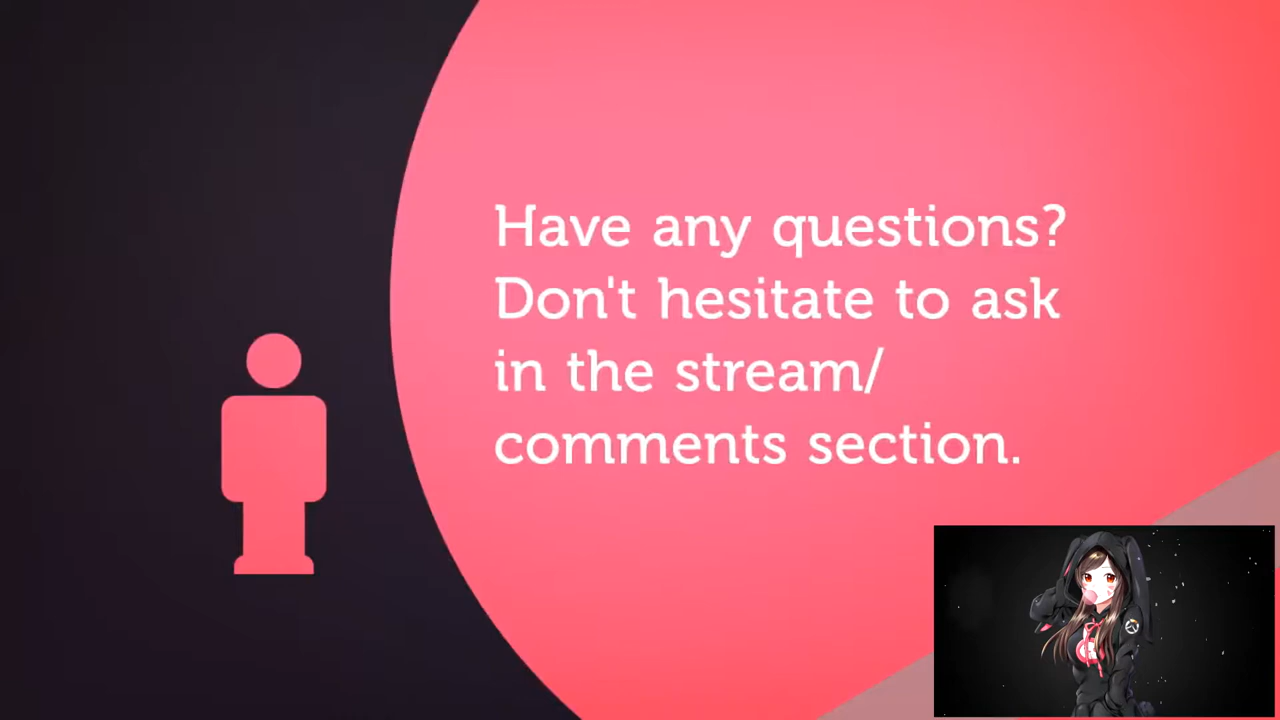 Have any questions?
Don't hesitate to ask
in the stream/
comments section.